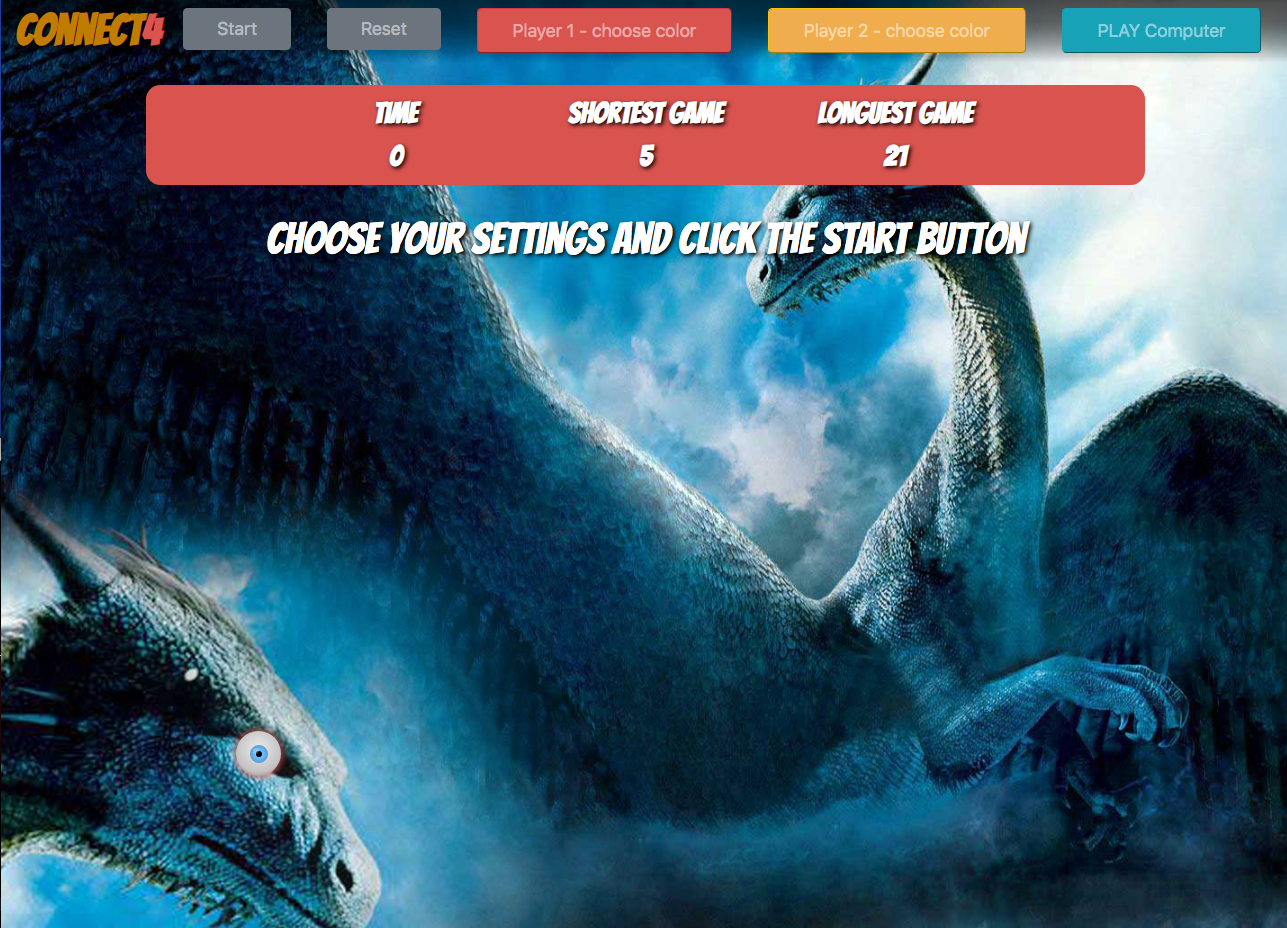 CONNECT4 Start Reset Player 1 - choose color Player 2 - choose color PLAY Computer
TIME SHORTEST GAME LONGUEST GAME
0 5 21
CHOOSE YOUR SETTINGS AND CLICK THE START BUTTON